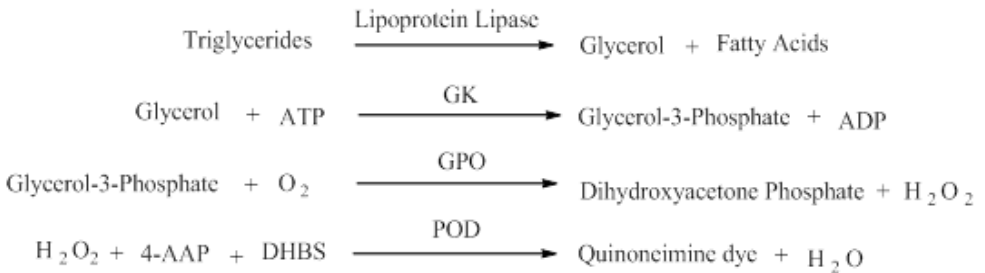 Lipoprotein Lipase
Triglycerides Glycerol + Fatty Acids
GK
Glycerol + ATP Glycerol-3-Phosphate + ADP
GPO
Glycerol-3-Phosphate + O2 Dihydroxyacetone Phosphate + H2O2
POD
H2O2 + 4-AAP + DHBS Quinoneimine dye + H2O